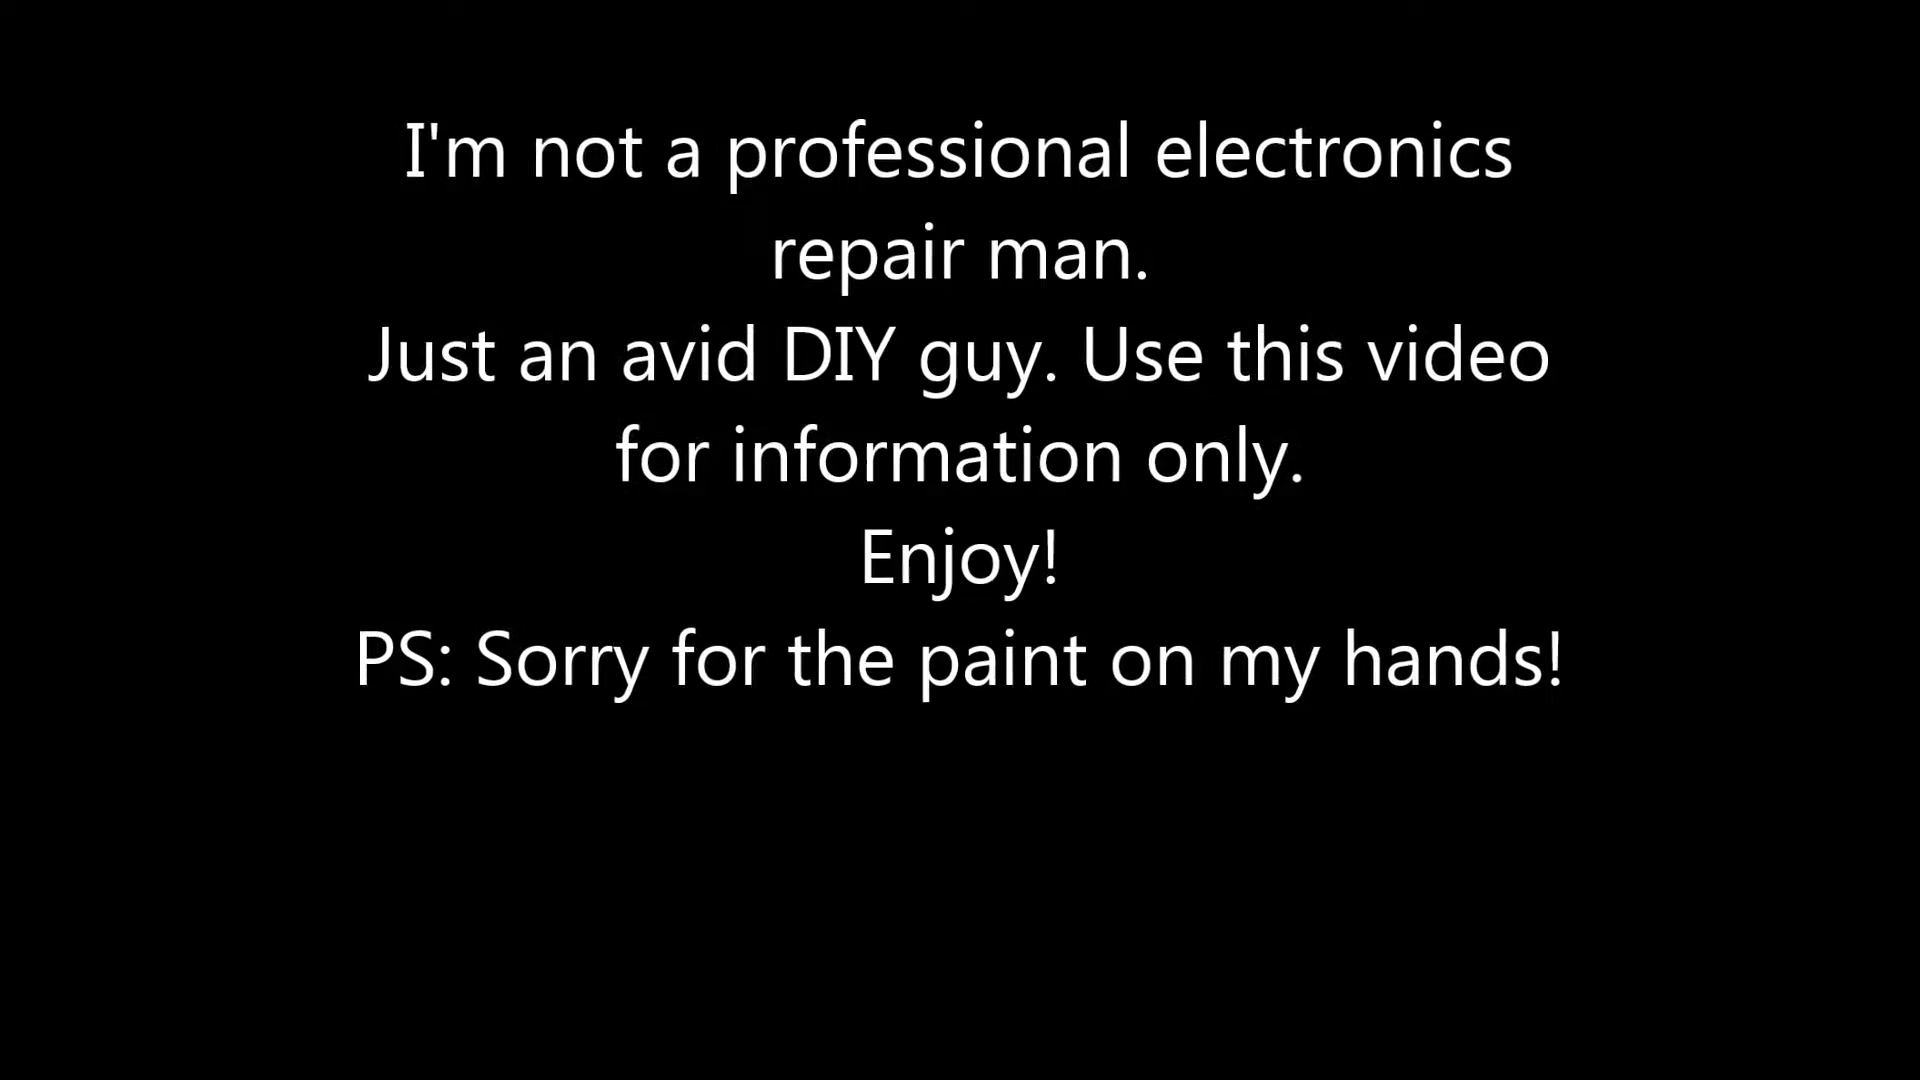 I'm not a professional electronics
repair man.
Just an avid DIY guy. Use this video
for information only.
Enjoy!
PS: Sorry for the paint on my hands!